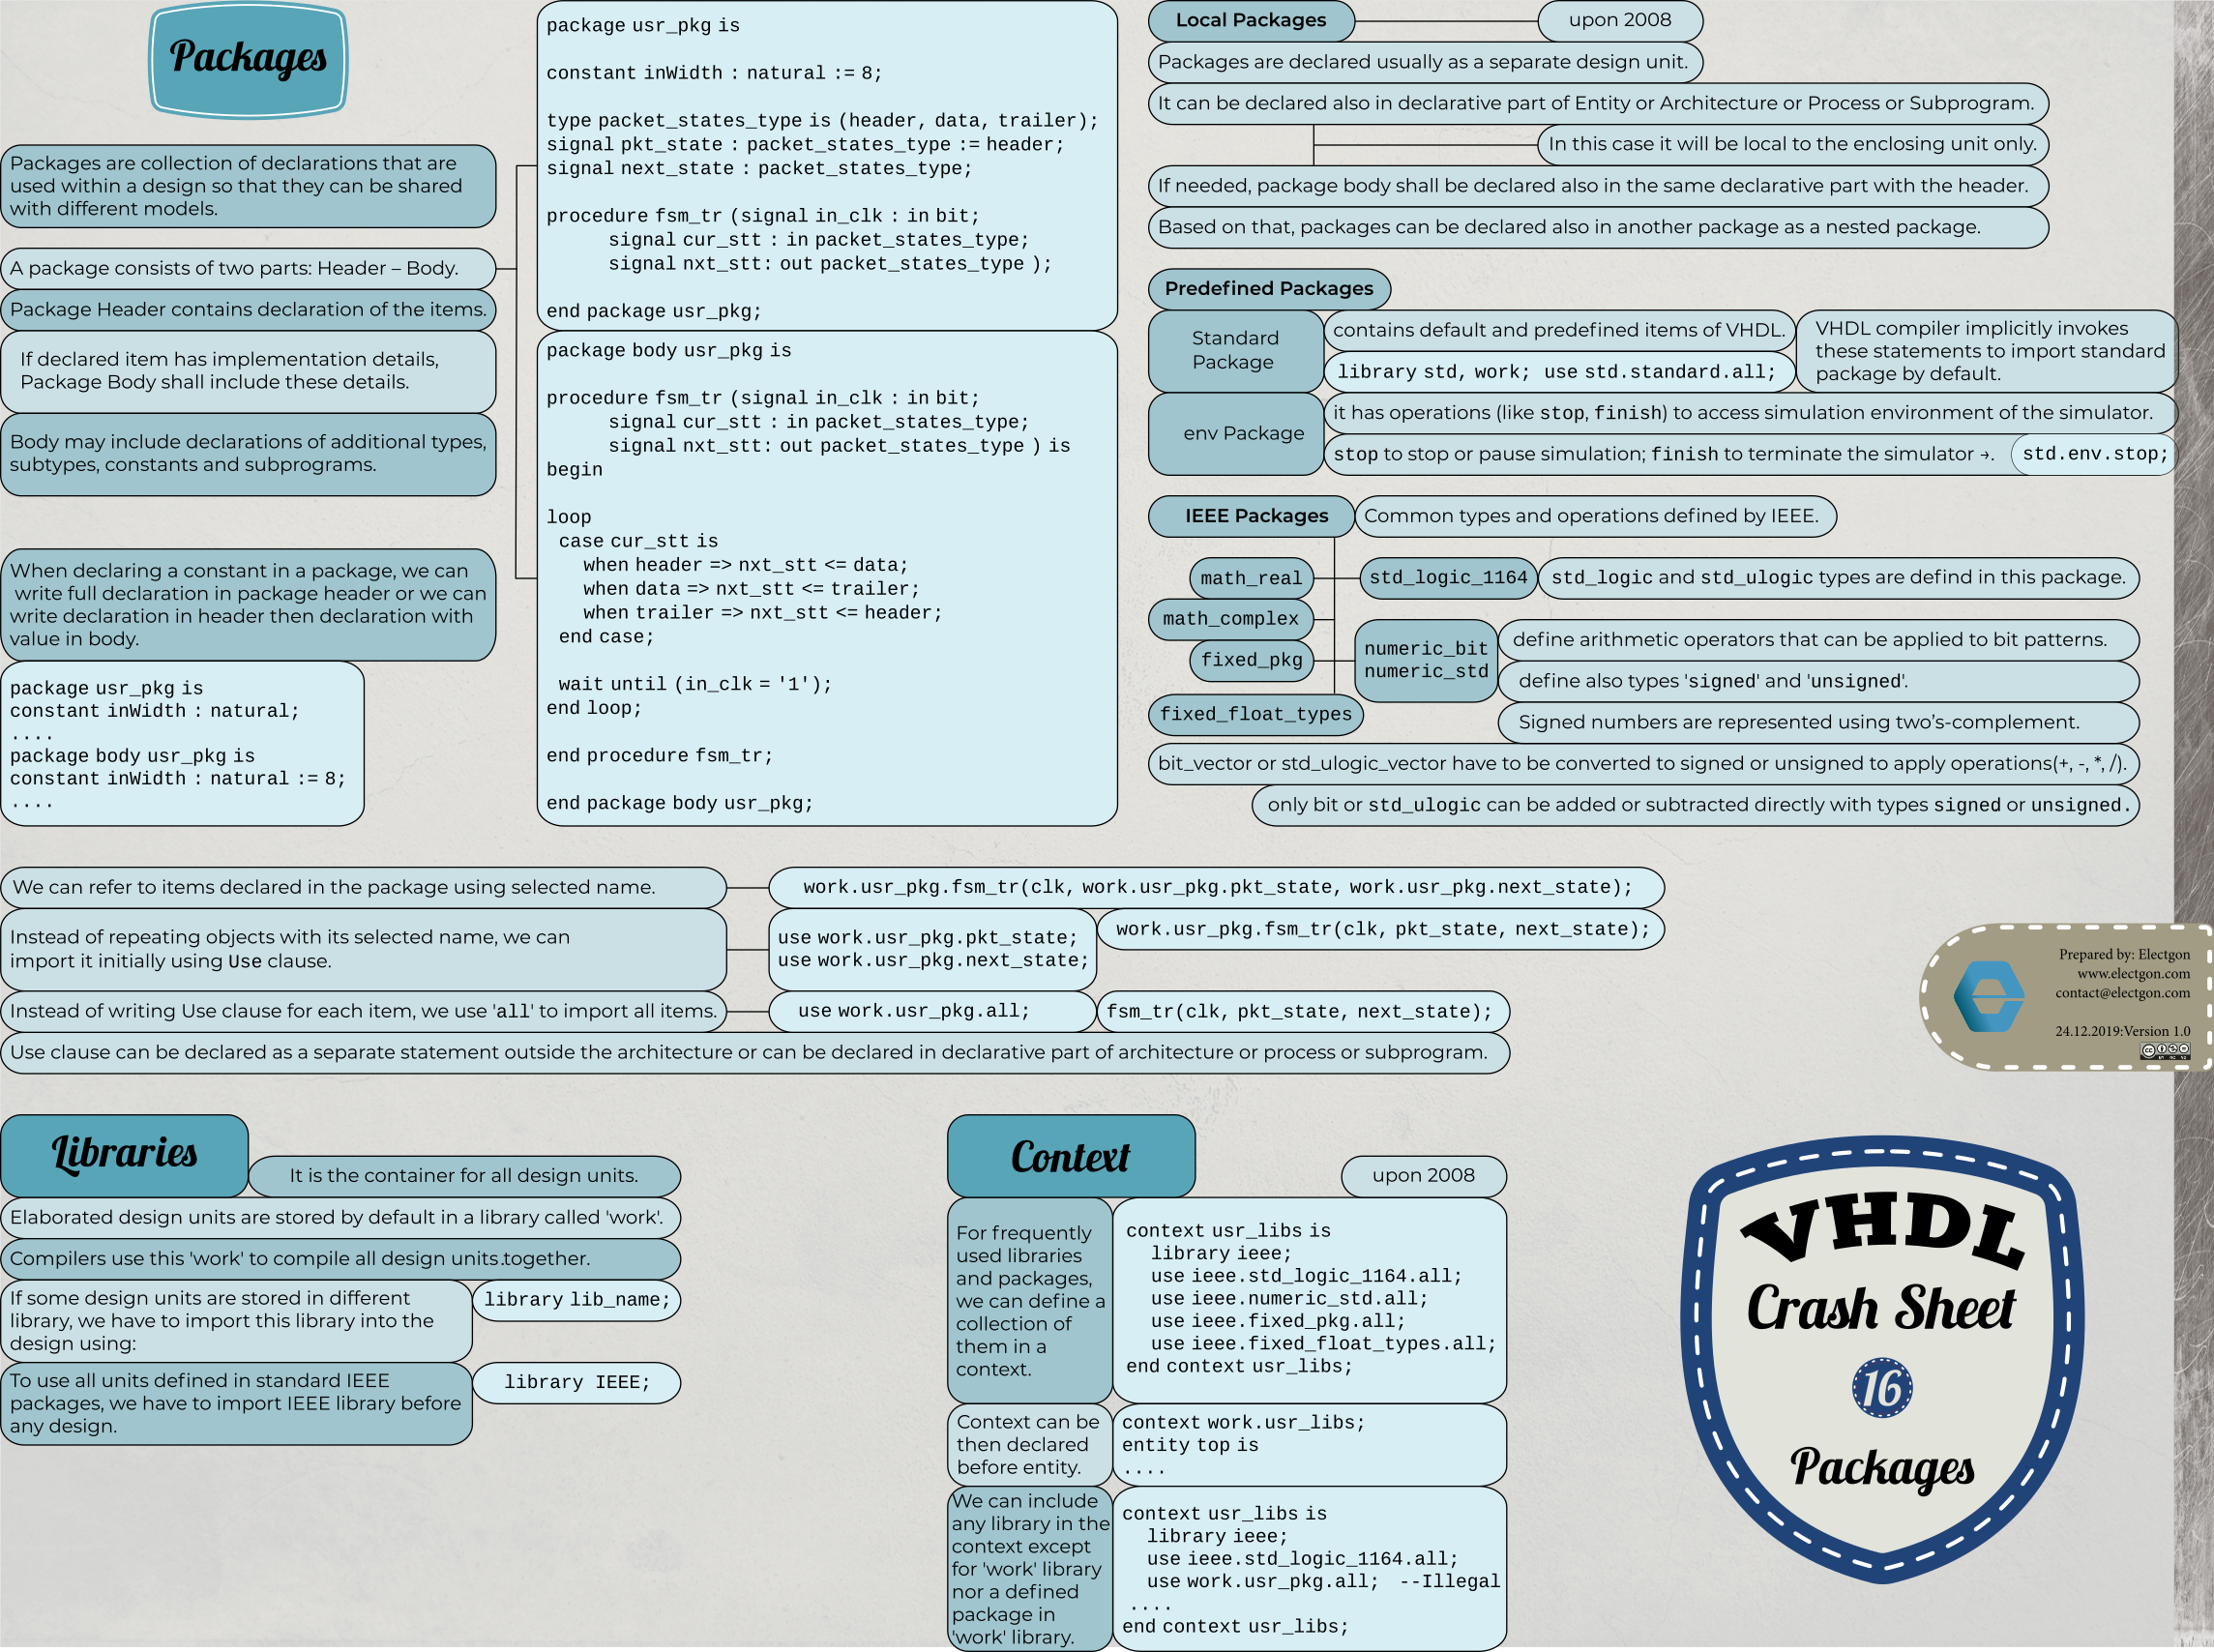 Packages
Packages are collection of declarations that are
used within a design so that they can be shared
with different models.
A package consists of two parts: Header – Body.
Package Header contains declaration of the items.
If declared item has implementation details,
Package Body shall include these details.
Body may include declarations of additional types,
subtypes, constants and subprograms.
When declaring a constant in a package, we can
write full declaration in package header or we can
write declaration in header then declaration with
value in body.
package usr_pkg is
constant inWidth : natural;
....
package body usr_pkg is
constant inWidth : natural := 8;
....
package usr_pkg is
constant inWidth : natural := 8;
type packet_states_type is (header, data, trailer);
signal pkt_state : packet_states_type := header;
signal next_state : packet_states_type;
procedure fsm_tr (signal in_clk : in bit;
signal cur_stt : in packet_states_type;
signal nxt_stt: out packet_states_type );
end package usr_pkg;
package body usr_pkg is
procedure fsm_tr (signal in_clk : in bit;
signal cur_stt : in packet_states_type;
signal nxt_stt: out packet_states_type ) is
begin
loop
case cur_stt is
when header => nxt_stt <= data;
when data => nxt_stt <= trailer;
when trailer => nxt_stt <= header;
end case;
wait until (in_clk = '1');
end loop;
end procedure fsm_tr;
end package body usr_pkg;
Local Packages
upon 2008
Packages are declared usually as a separate design unit.
It can be declared also in declarative part of Entity or Architecture or Process or Subprogram.
In this case it will be local to the enclosing unit only.
If needed, package body shall be declared also in the same declarative part with the header.
Based on that, packages can be declared also in another package as a nested package.
Predefined Packages
Standard
Package
contains default and predefined items of VHDL.
library std, work; use std.standard.all;
VHDL compiler implicitly invokes
these statements to import standard
package by default.
env Package
it has operations (like stop, finish) to access simulation environment of the simulator.
stop to stop or pause simulation; finish to terminate the simulator →.
std.env.stop;
IEEE Packages
Common types and operations defined by IEEE.
math_real
math_complex
fixed_pkg
fixed_float_types
std_logic_1164
std_logic and std_ulogic types are defind in this package.
numeric_bit
numeric_std
define arithmetic operators that can be applied to bit patterns.
define also types 'signed' and 'unsigned'.
Signed numbers are represented using two’s-complement.
bit_vector or std_ulogic_vector have to be converted to signed or unsigned to apply operations(+, -, *, /).
only bit or std_ulogic can be added or subtracted directly with types signed or unsigned.
We can refer to items declared in the package using selected name.
work.usr_pkg.fsm_tr(clk, work.usr_pkg.pkt_state, work.usr_pkg.next_state);
Instead of repeating objects with its selected name, we can
import it initially using Use clause.
use work.usr_pkg.pkt_state;
use work.usr_pkg.next_state;
work.usr_pkg.fsm_tr(clk, pkt_state, next_state);
Instead of writing Use clause for each item, we use 'all' to import all items.
use work.usr_pkg.all;
fsm_tr(clk, pkt_state, next_state);
Use clause can be declared as a separate statement outside the architecture or can be declared in declarative part of architecture or process or subprogram.
Prepared by: Electgon
www.electgon.com
contact@electgon.com
24.12.2019:Version 1.0
Libraries
It is the container for all design units.
Elaborated design units are stored by default in a library called 'work'.
Compilers use this 'work' to compile all design units.together.
If some design units are stored in different
library, we have to import this library into the
design using:
library lib_name;
To use all units defined in standard IEEE
packages, we have to import IEEE library before
any design.
library IEEE;
Context
upon 2008
For frequently
used libraries
and packages,
we can define a
collection of
them in a
context.
context usr_libs is
library ieee;
use ieee.std_logic_1164.all;
use ieee.numeric_std.all;
use ieee.fixed_pkg.all;
use ieee.fixed_float_types.all;
end context usr_libs;
Context can be
then declared
before entity.
context work.usr_libs;
entity top is
....
We can include
any library in the
context except
for 'work' library
nor a defined
package in
'work' library.
context usr_libs is
library ieee;
use ieee.std_logic_1164.all;
use work.usr_pkg.all; --Illegal
....
end context usr_libs;
VHDL
Crash Sheet
16
Packages